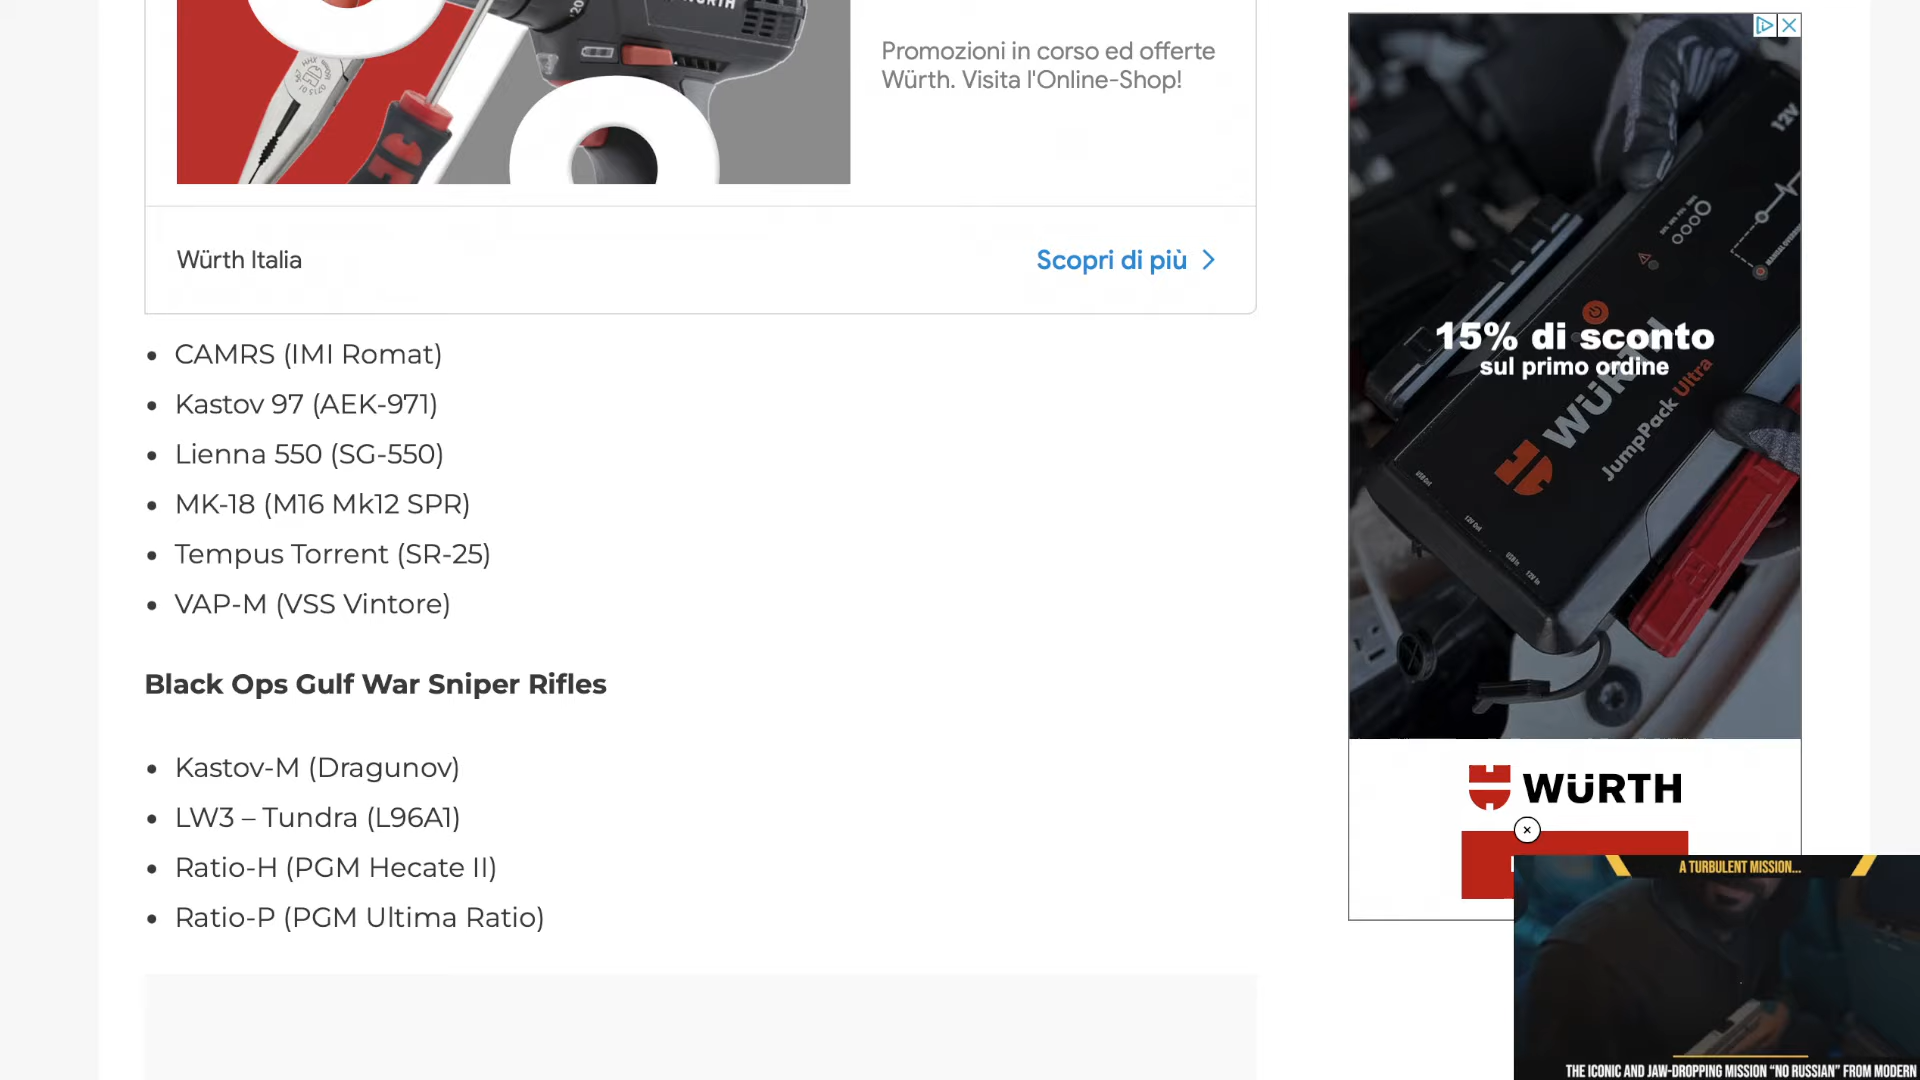 WÜRTH
Promozioni in corso ed offerte
Würth. Visita l'Online-Shop!
Würth Italia
Scopri di più
• CAMRS (IMI Romat)
• Kastov 97 (AEK-971)
• Lienna 550 (SG-550)
• MK-18 (M16 Mk12 SPR)
• Tempus Torrent (SR-25)
• VAP-M (VSS Vintore)
Black Ops Gulf War Sniper Rifles
• Kastov-M (Dragunov)
• LW3 – Tundra (L96A1)
• Ratio-H (PGM Hecate II)
• Ratio-P (PGM Ultima Ratio)
12V
15% di sconto
sul primo ordine
WÜRTH
JumpPack Ultra
WÜRTH
A TURBULENT MISSION...
THE ICONIC AND JAW-DROPPING MISSION “NO RUSSIAN” FROM MODERN